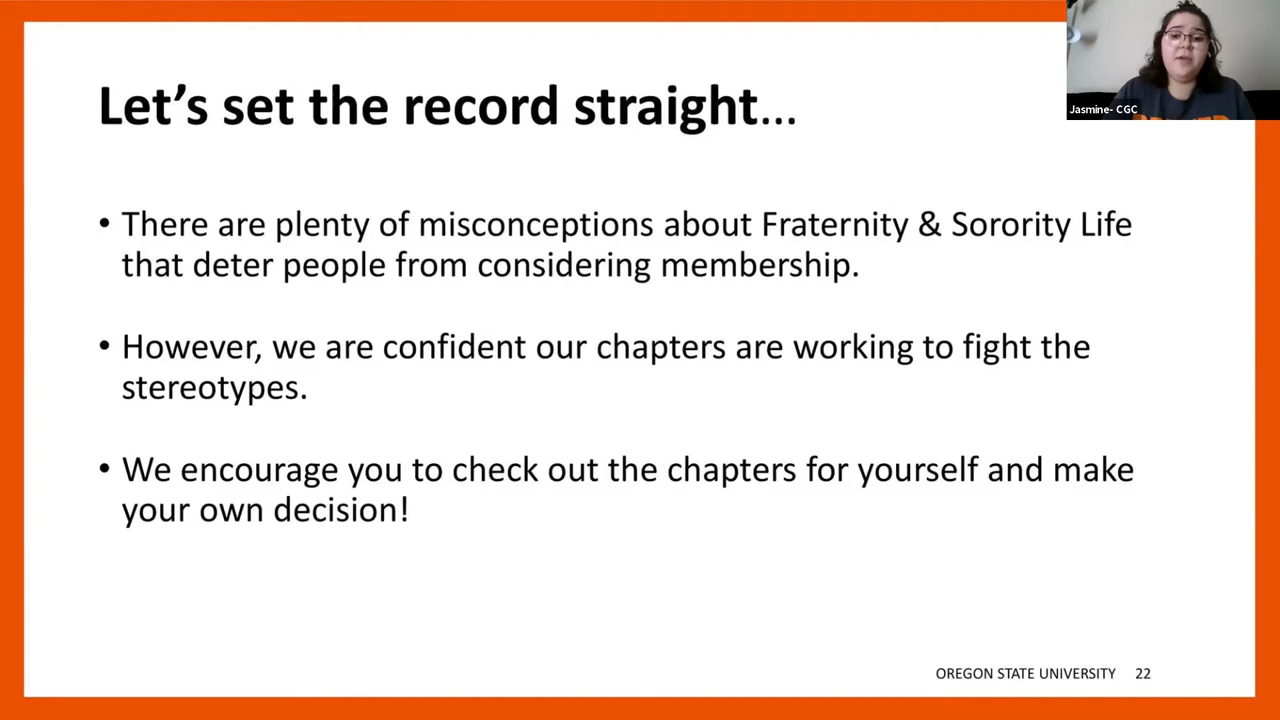 Let's set the record straight...
Jasmine- CGC
• There are plenty of misconceptions about Fraternity & Sorority Life
that deter people from considering membership.
• However, we are confident our chapters are working to fight the
stereotypes.
• We encourage you to check out the chapters for yourself and make
your own decision!
OREGON STATE UNIVERSITY 22